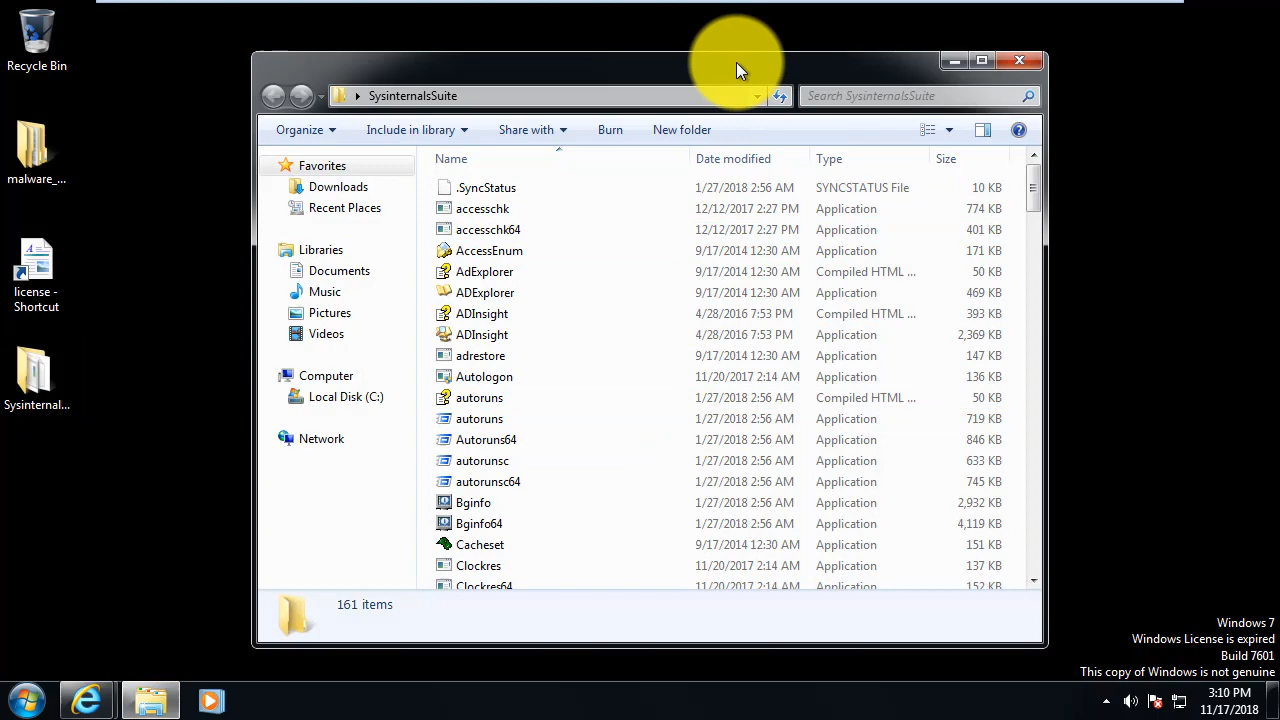 Recycle Bin
malware_...
license -
Shortcut
Sysinternal...
SysinternalsSuite
Search SysinternalsSuite
Organize Include in library Share with Burn New folder
Favorites
Downloads
Recent Places
Libraries
Documents
Music
Pictures
Videos
Computer
Local Disk (C:)
Network
Name Date modified Type Size
.SyncStatus 1/27/2018 2:56 AM SYNCSTATUS File 10 KB
accesschk 12/12/2017 2:27 PM Application 774 KB
accesschk64 12/12/2017 2:27 PM Application 401 KB
AccessEnum 9/17/2014 12:30 AM Application 171 KB
AdExplorer 9/17/2014 12:30 AM Compiled HTML ... 50 KB
ADExplorer 9/17/2014 12:30 AM Application 469 KB
ADInsight 4/28/2016 7:53 PM Compiled HTML ... 393 KB
ADInsight 4/28/2016 7:53 PM Application 2,369 KB
adrestore 9/17/2014 12:30 AM Application 147 KB
Autologon 11/20/2017 2:14 AM Application 136 KB
autoruns 1/27/2018 2:56 AM Compiled HTML ... 50 KB
autoruns 1/27/2018 2:56 AM Application 719 KB
Autoruns64 1/27/2018 2:56 AM Application 846 KB
autorunsc 1/27/2018 2:56 AM Application 633 KB
autorunsc64 1/27/2018 2:56 AM Application 745 KB
Bginfo 1/27/2018 2:56 AM Application 2,932 KB
Bginfo64 1/27/2018 2:56 AM Application 4,119 KB
Cacheset 9/17/2014 12:30 AM Application 151 KB
Clockres 11/20/2017 2:14 AM Application 137 KB
Clockres64 11/20/2017 2:14 AM Application 152 KB
161 items
Windows 7
Windows License is expired
Build 7601
This copy of Windows is not genuine
3:10 PM
11/17/2018